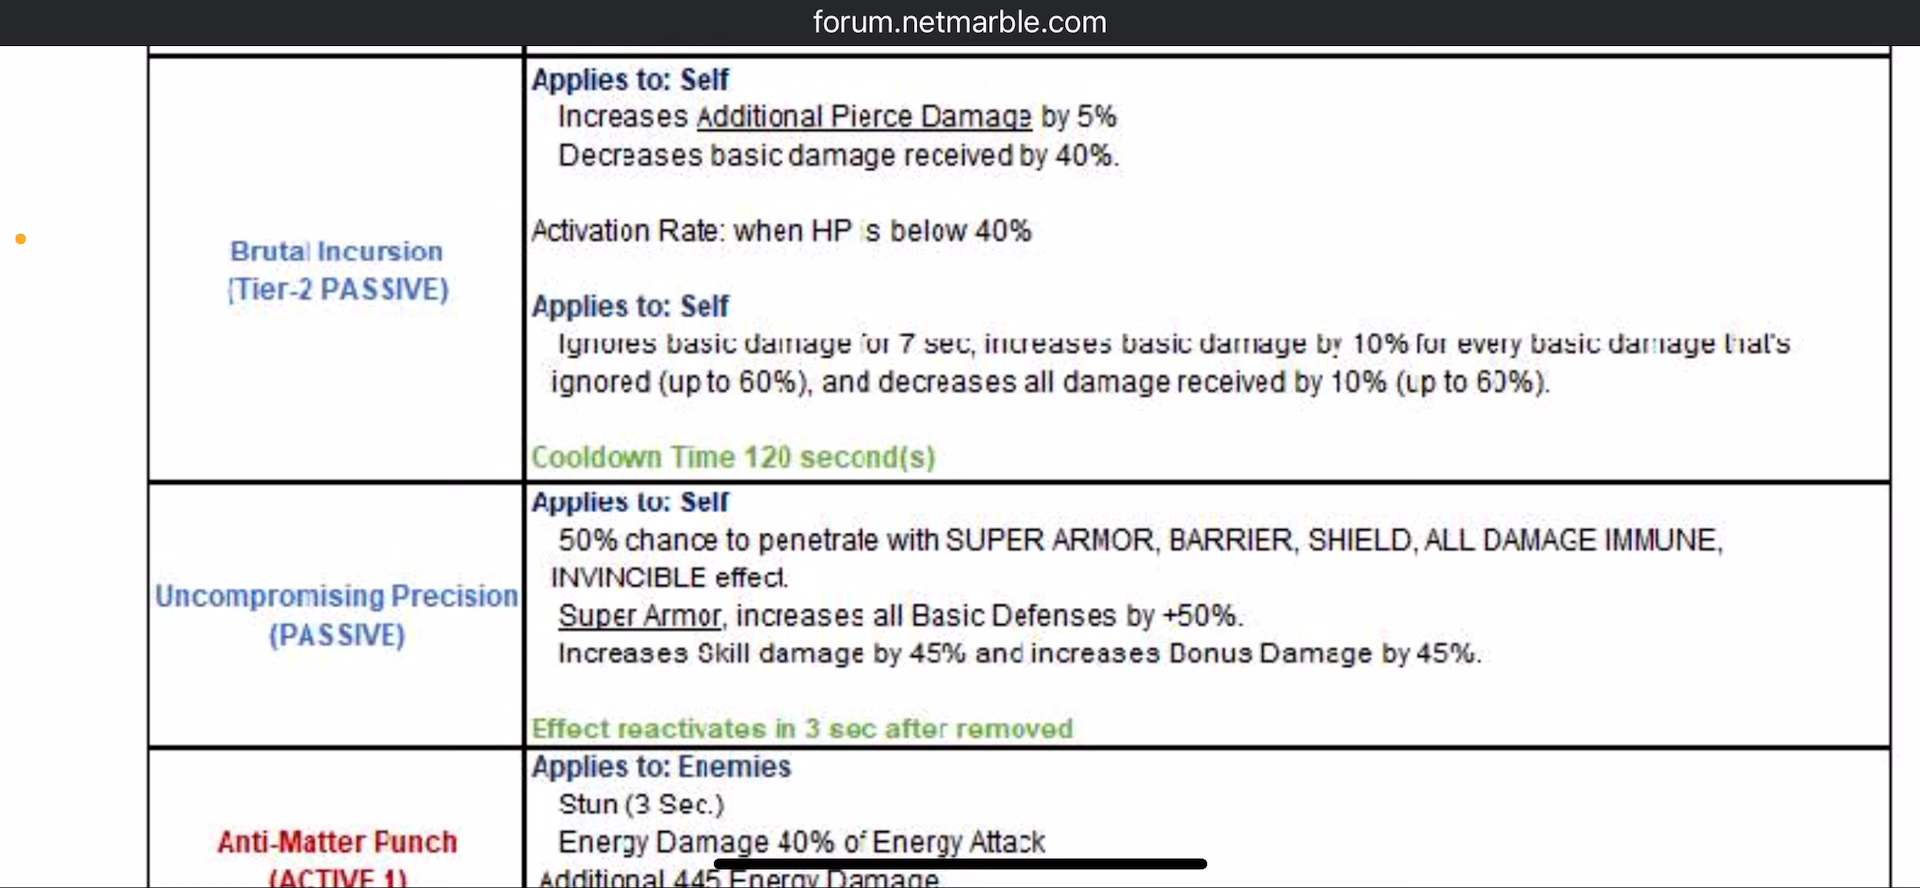 forum.netmarble.com
Applies to: Self
Increases Additional Pierce Damage by 5%
Decreases basic damage received by 40%.
Activation Rate: when HP is below 40%
Brutal Incursion
(Tier-2 PASSIVE)
Applies to: Self
Ignores basic damage for 7 sec, increases basic damage by 10% for every basic damage that's
ignored (up to 60%), and decreases all damage received by 10% (up to 60%).
Cooldown Time 120 second(s)
Applies to: Self
50% chance to penetrate with SUPER ARMOR, BARRIER, SHIELD, ALL DAMAGE IMMUNE,
INVINCIBLE effect.
Uncompromising Precision
(PASSIVE)
Super Armor, increases all Basic Defenses by +50%.
Increases Skill damage by 45% and increases Bonus Damage by 45%.
Effect reactivates in 3 sec after removed
Applies to: Enemies
Stun (3 Sec.)
Anti-Matter Punch
(ACTIVE 1)
Energy Damage 40% of Energy Attack
Additional 445 Energy Damage